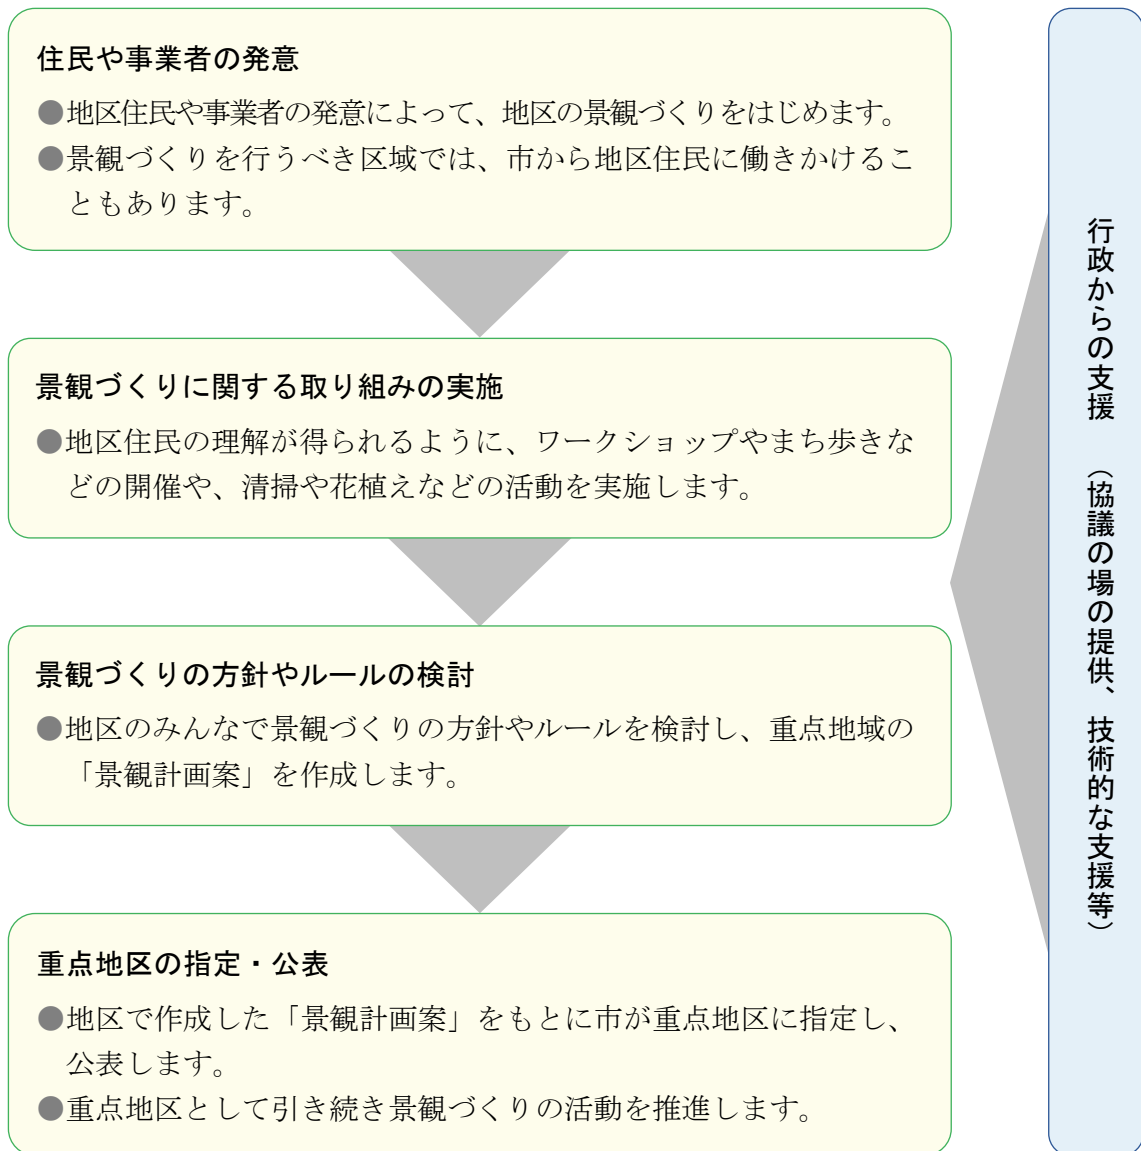 住民や事業者の発意
●地区住民や事業者の発意によって、地区の景観づくりをはじめます。
●景観づくりを行うべき区域では、市から地区住民に働きかけるこ
ともあります。
景観づくりに関する取り組みの実施
●地区住民の理解が得られるように、ワークショップやまち歩きな
どの開催や、清掃や花植えなどの活動を実施します。
景観づくりの方針やルールの検討
●地区のみんなで景観づくりの方針やルールを検討し、重点地域の
「景観計画案」を作成します。
重点地区の指定・公表
●地区で作成した「景観計画案」をもとに市が重点地区に指定し、
公表します。
●重点地区として引き続き景観づくりの活動を推進します。
行政からの支援　（協議の場の提供、技術的な支援等）